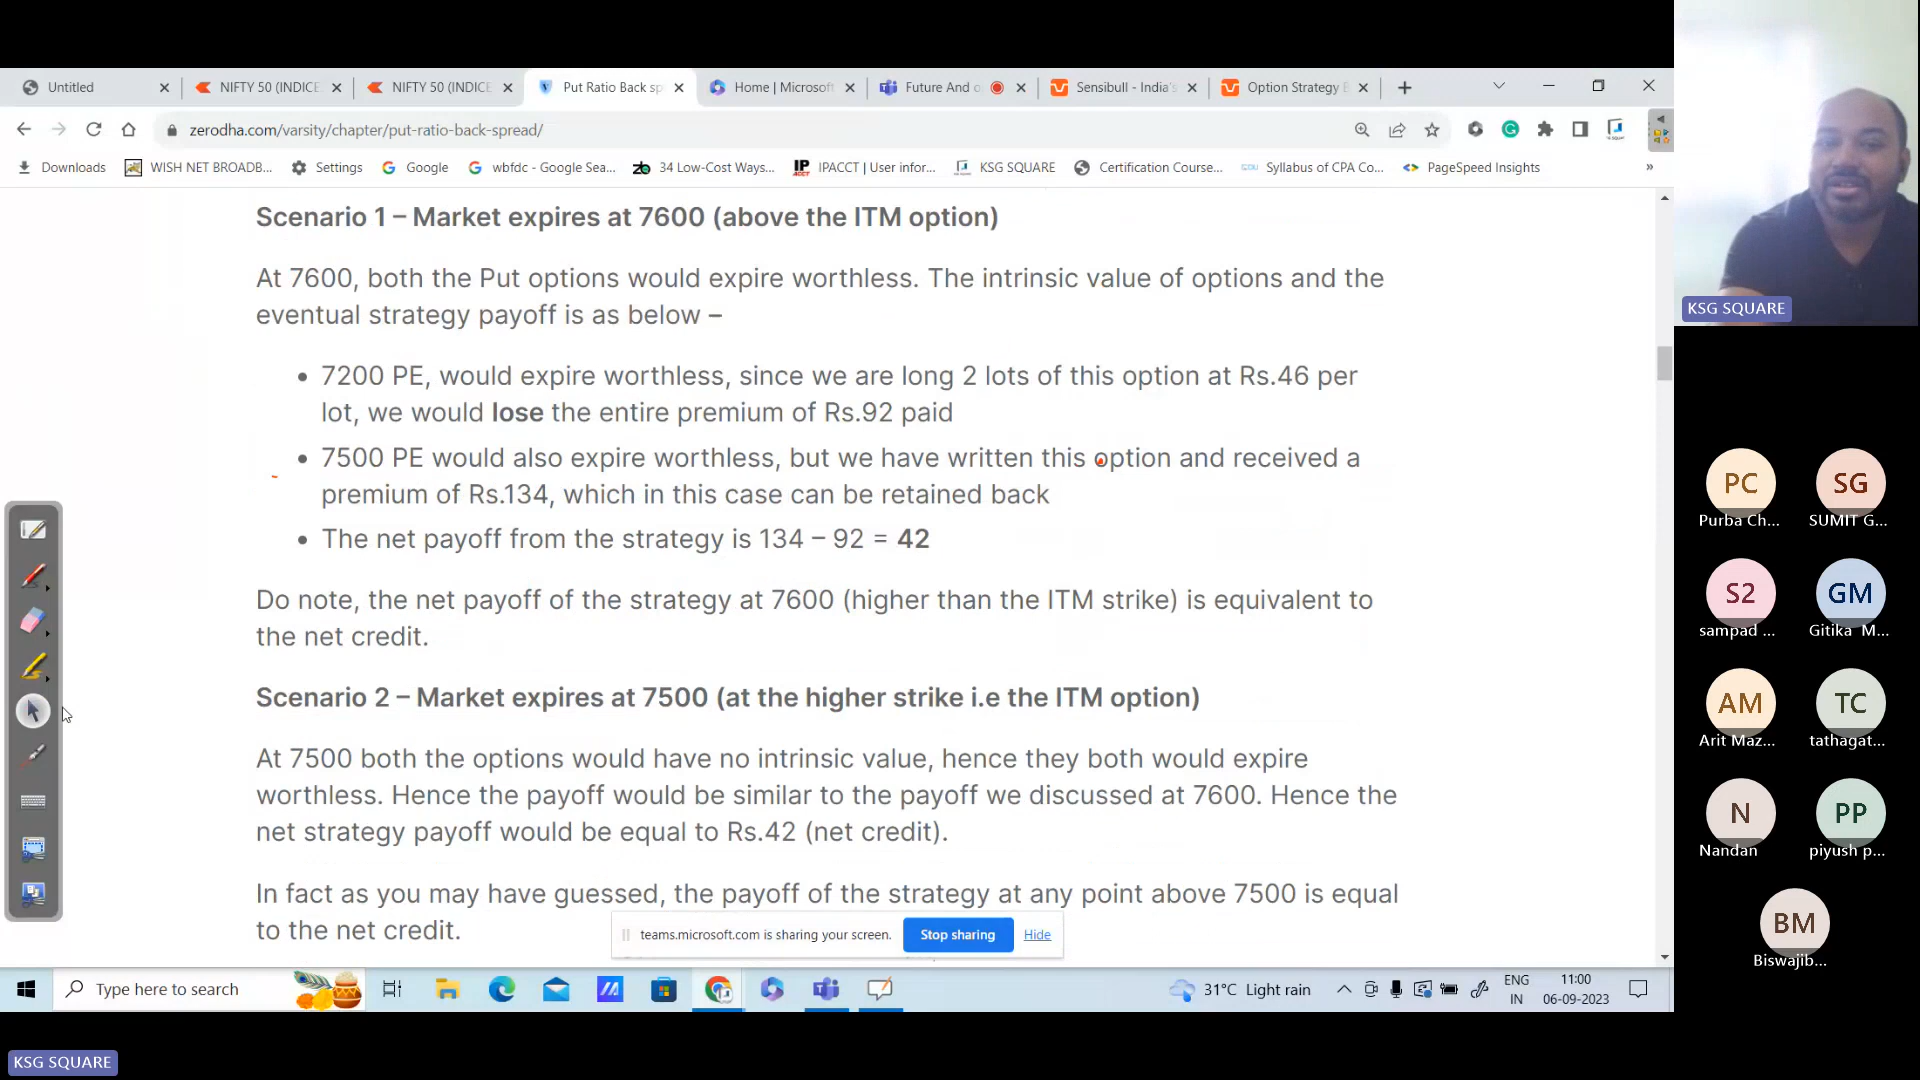 Untitled
NIFTY 50 (INDICE
NIFTY 50 (INDICE
Put Ratio Back sp
Home | Microsoft
Future And o
Sensibull - India's
Option Strategy B
zerodha.com/varsity/chapter/put-ratio-back-spread/
Downloads
WISH NET BROADB...
Settings
Google
wbfdc - Google Sea...
34 Low-Cost Ways...
IPACCT | User infor...
KSG SQUARE
Certification Course...
Syllabus of CPA Co...
PageSpeed Insights
»
Scenario 1 – Market expires at 7600 (above the ITM option)
At 7600, both the Put options would expire worthless. The intrinsic value of options and the
eventual strategy payoff is as below –
• 7200 PE, would expire worthless, since we are long 2 lots of this option at Rs.46 per
lot, we would lose the entire premium of Rs.92 paid
• 7500 PE would also expire worthless, but we have written this option and received a
premium of Rs.134, which in this case can be retained back
• The net payoff from the strategy is 134 – 92 = 42
Do note, the net payoff of the strategy at 7600 (higher than the ITM strike) is equivalent to
the net credit.
Scenario 2 – Market expires at 7500 (at the higher strike i.e the ITM option)
At 7500 both the options would have no intrinsic value, hence they both would expire
worthless. Hence the payoff would be similar to the payoff we discussed at 7600. Hence the
net strategy payoff would be equal to Rs.42 (net credit).
In fact as you may have guessed, the payoff of the strategy at any point above 7500 is equal
to the net credit.
teams.microsoft.com is sharing your screen.
Stop sharing
Hide
Type here to search
31°C Light rain
ENG
IN
11:00
06-09-2023
KSG SQUARE
KSG SQUARE
PC
Purba Ch...
SG
SUMIT G...
S2
sampad ...
GM
Gitika M...
AM
Arit Maz...
TC
tathagat...
N
Nandan
PP
piyush p...
BM
Biswajib...